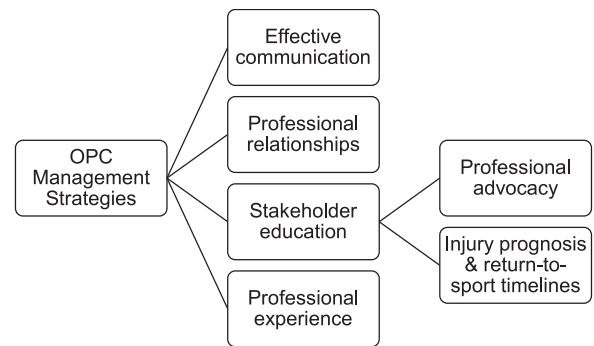 Effective
communication
Professional
relationships
OPC
Management
Strategies
Stakeholder
education
Professional
experience
Professional
advocacy
Injury prognosis
& return-to-
sport timelines